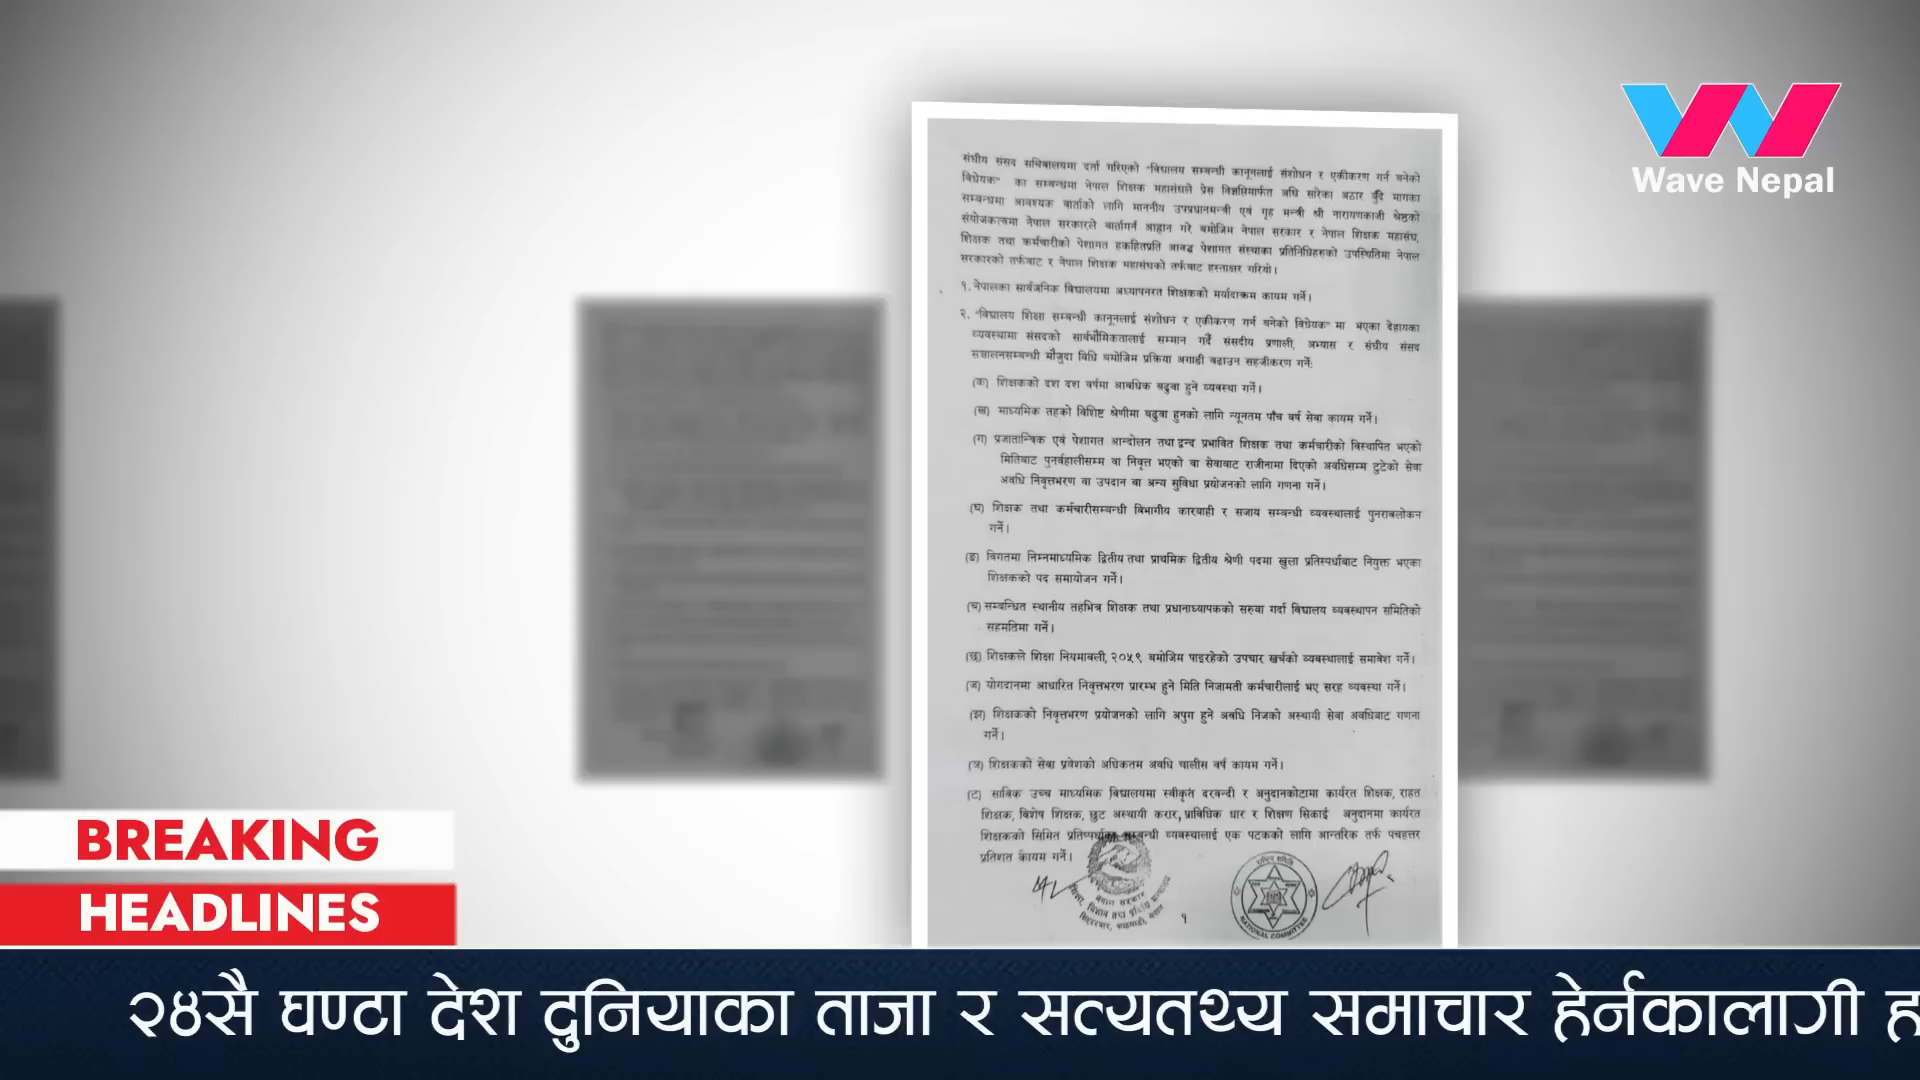 Wave Nepal
संघीय संसद सचिवालयमा दर्ता गरिएको "विद्यालय सम्बन्धी कानूनलाई संशोधन र एकीकरण गर्न बनेको
विधेयक" का सम्बन्धमा नेपाल शिक्षक महासंघले प्रेस विज्ञप्तिमार्फत अघि सारेका अठार बुँदे मागका
सम्बन्धमा आवश्यक वार्ताको लागि माननीय उपप्रधानमन्त्री एवं गृह मन्त्री श्री नारायणकाजी श्रेष्ठको
संयोजकत्वमा नेपाल सरकारले वार्तागर्न आह्वान गरे बमोजिम नेपाल सरकार र नेपाल शिक्षक महासंघ,
शिक्षक तथा कर्मचारीको पेशागत हकहितप्रति आवद्ध पेशागत संस्थाका प्रतिनिधिहरुको उपस्थितिमा नेपाल
सरकारको तर्फबाट र नेपाल शिक्षक महासंघको तर्फबाट हस्ताक्षर गरियो।
१. नेपालका सार्वजनिक विद्यालयमा अध्यापनरत शिक्षकको मर्यादाक्रम कायम गर्ने।
२. "विद्यालय शिक्षा सम्बन्धी कानूनलाई संशोधन र एकीकरण गर्न बनेको विधेयक" मा भएका देहायका
व्यवस्थामा संसदको सार्वभौमिकतालाई सम्मान गर्दै संसदीय प्रणाली, अभ्यास र संघीय संसद
सञ्चालनसम्बन्धी मौजुदा विधि बमोजिम प्रक्रिया अगाडी बढाउन सहजीकरण गर्ने:
(क) शिक्षकको दश दश वर्षमा आवधिक बढुवा हुने व्यवस्था गर्ने।
(ख) माध्यमिक तहको विशिष्ट श्रेणीमा बढुवा हुनको लागि न्यूनतम पाँच वर्ष सेवा कायम गर्ने।
(ग) प्रजातान्त्रिक एवं पेशागत आन्दोलन तथा द्वन्द प्रभावित शिक्षक तथा कर्मचारीको विस्थापित भएको
मितिबाट पुनर्वहालीसम्म वा निवृत्त भएको वा सेवाबाट राजीनामा दिएको अवधिसम्म टुटेको सेवा
अवधि निवृत्तभरण वा उपदान वा अन्य सुविधा प्रयोजनको लागि गणना गर्ने।
(घ) शिक्षक तथा कर्मचारीसम्बन्धी विभागीय कारवाही र सजाय सम्बन्धी व्यवस्थालाई पुनरावलोकन
गर्ने।
(ङ) विगतमा निम्नमाध्यमिक द्वितीय तथा प्राथमिक द्वितीय श्रेणी पदमा खुला प्रतिस्पर्धाबाट नियुक्त भएका
शिक्षकको पद समायोजन गर्ने।
(च) सम्बन्धित स्थानीय तहभित्र शिक्षक तथा प्रधानाध्यापकको सरुवा गर्दा विद्यालय व्यवस्थापन समितिको
सहमतिमा गर्ने।
(छ) शिक्षकले शिक्षा नियमावली, २०५९ बमोजिम पाइरहेको उपचार खर्चको व्यवस्थालाई समावेश गर्ने।
(ज) योगदानमा आधारित निवृत्तभरण प्रारम्भ हुने मिति निजामती कर्मचारीलाई भए सरह व्यवस्था गर्ने।
(झ) शिक्षकको निवृत्तभरण प्रयोजनको लागि अपुग हुने अवधि निजको अस्थायी सेवा अवधिबाट गणना
गर्ने।
(ञ) शिक्षकको सेवा प्रवेशको अधिकतम अवधि चालीस वर्ष कायम गर्ने।
(ट) साविक उच्च माध्यमिक विद्यालयमा स्वीकृत दरवन्दी र अनुदानकोटामा कार्यरत शिक्षक, राहत
शिक्षक, विशेष शिक्षक, छुट अस्थायी करार, प्राविधिक धार र शिक्षण सिकाई अनुदानमा कार्यरत
शिक्षकको सिमित प्रतिष्पर्धाका सम्बन्धी व्यवस्थालाई एक पटकको लागि आन्तरिक तर्फ पचहत्तर
प्रतिशत कायम गर्ने।
नेपाल सरकार
शिक्षा, विज्ञान तथा प्रविधि मन्त्रालय
सिंहदरबार, काठमाडौं, नेपाल
१
राष्ट्रिय समिति
NATIONAL COMMITTEE
BREAKING
HEADLINES
२४सै घण्टा देश दुनियाका ताजा र सत्यतथ्य समाचार हेर्नकालागी ह